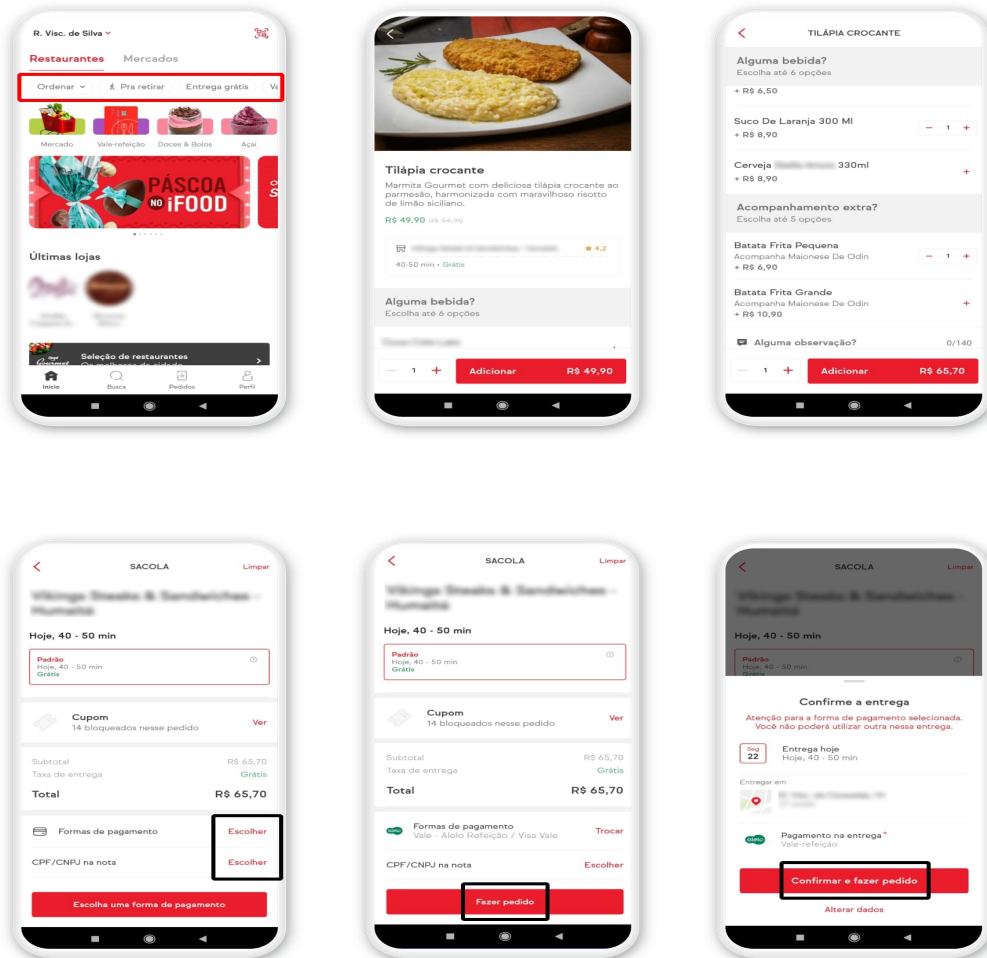 R. Visc. de Silva
Restaurantes Mercados
Ordenar Pra retirar Entrega grátis Va
Mercado Vale-refeição Doces & Bolos Açaí
PÁSCOA
NO iFOOD
Últimas lojas
Seleção de restaurantes
Início Busca Pedidos Perfil
Tilápia crocante
Marmita Gourmet com deliciosa tilápia crocante ao
parmesão, harmonizada com maravilhoso risotto
de limão siciliano.
R$ 49,90 R$ 64,90
4,2
40-50 min • Grátis
Alguma bebida?
Escolha até 6 opções
1 Adicionar R$ 49,90
TILÁPIA CROCANTE
Alguma bebida?
Escolha até 6 opções
+ R$ 6,50
Suco De Laranja 300 Ml
+ R$ 8,90
- 1 +
Cerveja 330ml
+ R$ 8,90
+
Acompanhamento extra?
Escolha até 5 opções
Batata Frita Pequena
Acompanha Maionese De Odin
+ R$ 6,90
- 1 +
Batata Frita Grande
Acompanha Maionese De Odin
+ R$ 10,90
+
Alguma observação? 0/140
- 1 + Adicionar R$ 65,70
SACOLA Limpar
Hoje, 40 - 50 min
Padrão
Hoje, 40 - 50 min
Grátis
Cupom
14 bloqueados nesse pedido
Ver
Subtotal R$ 65,70
Taxa de entrega Grátis
Total R$ 65,70
Formas de pagamento Escolher
CPF/CNPJ na nota Escolher
Escolha uma forma de pagamento
SACOLA Limpar
Hoje, 40 - 50 min
Padrão
Hoje, 40 - 50 min
Grátis
Cupom
14 bloqueados nesse pedido
Ver
Subtotal R$ 65,70
Taxa de entrega Grátis
Total R$ 65,70
Formas de pagamento
Vale - Alelo Refeição / Visa Vale
Trocar
CPF/CNPJ na nota Escolher
Fazer pedido
SACOLA Limpar
Hoje, 40 - 50 min
Padrão
Hoje, 40 - 50 min
Grátis
Confirme a entrega
Atenção para a forma de pagamento selecionada.
Você não poderá utilizar outra nessa entrega.
Seg
22
Entrega hoje
Hoje, 40 - 50 min
Entregar em
Pagamento na entrega*
Vale-refeição
Confirmar e fazer pedido
Alterar dados